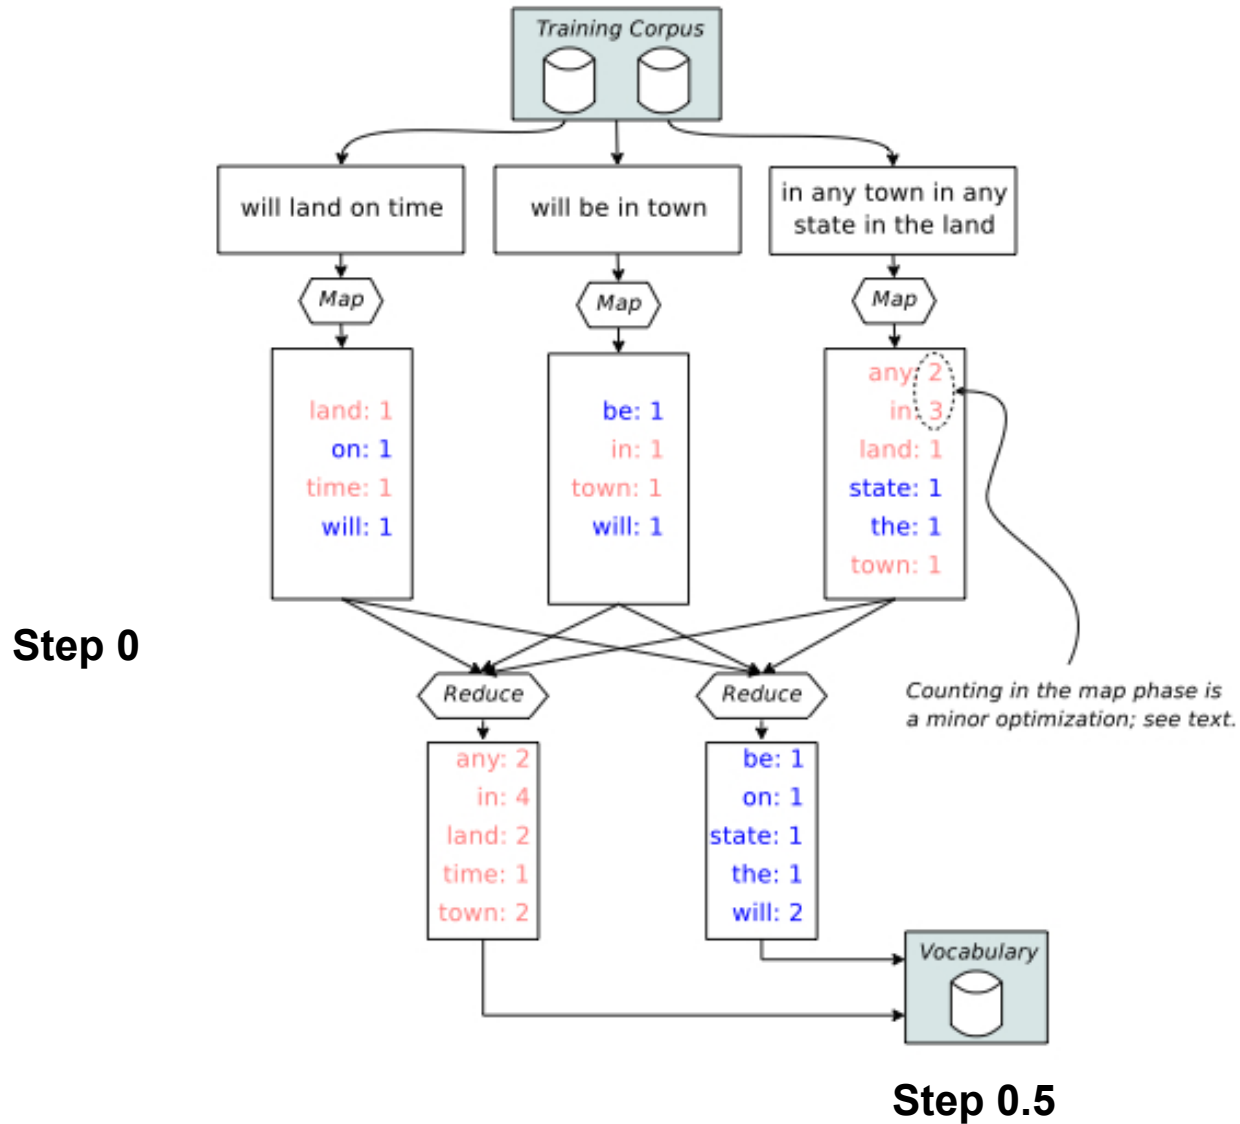 Training Corpus
will land on time
will be in town
in any town in any
state in the land
Map
Map
Map
land: 1
on: 1
time: 1
will: 1
be: 1
in: 1
town: 1
will: 1
any: 2
in: 3
land: 1
state: 1
the: 1
town: 1
Step 0
Reduce
Reduce
Counting in the map phase is
a minor optimization; see text.
any: 2
in: 4
land: 2
time: 1
town: 2
be: 1
on: 1
state: 1
the: 1
will: 2
Vocabulary
Step 0.5